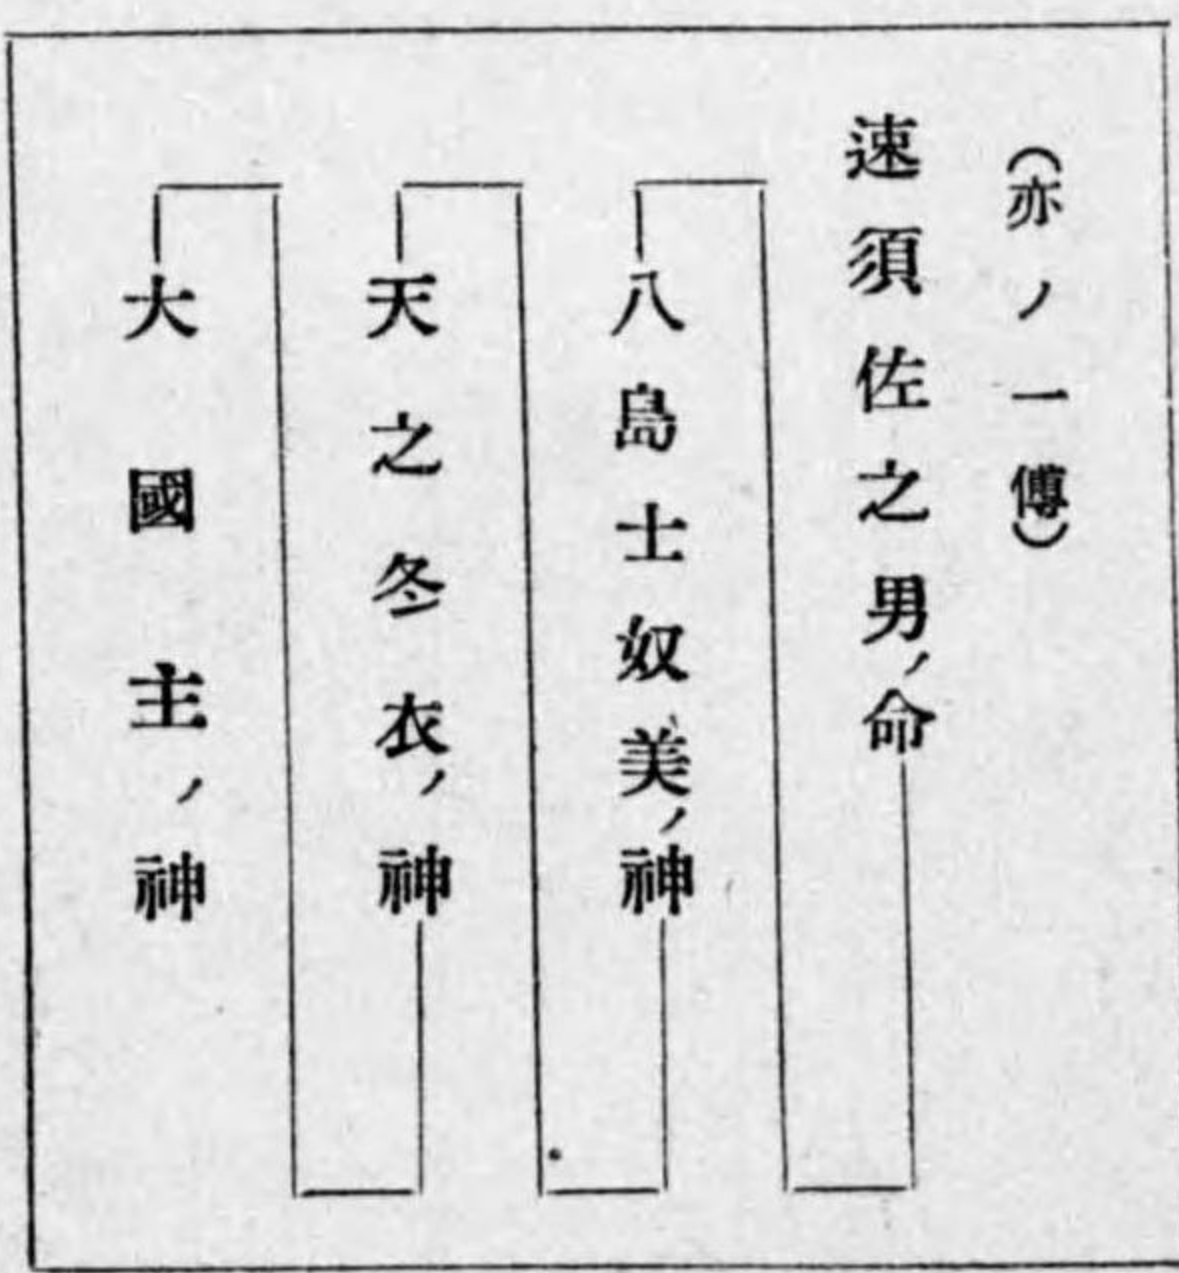 (亦ノ一傳)
速須佐之男ノ命
八島士奴美ノ神
天之冬衣ノ神
大國主ノ神